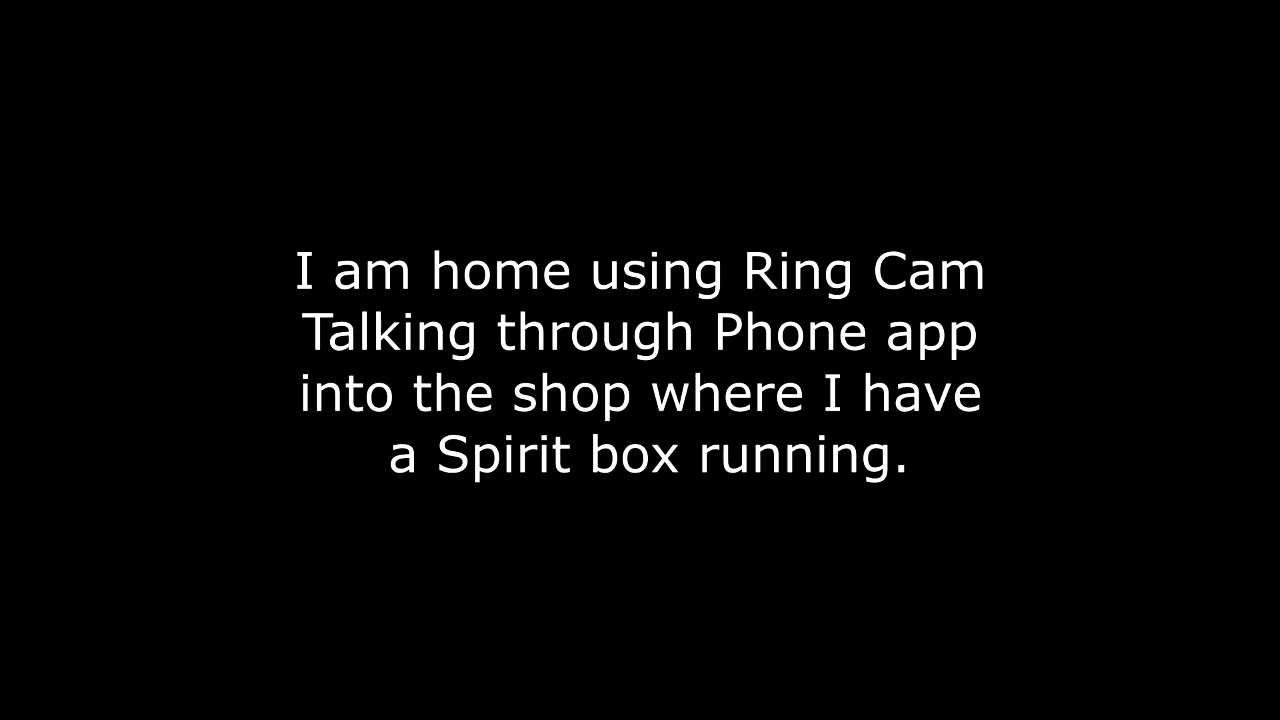 I am home using Ring Cam
Talking through Phone app
into the shop where I have
a Spirit box running.